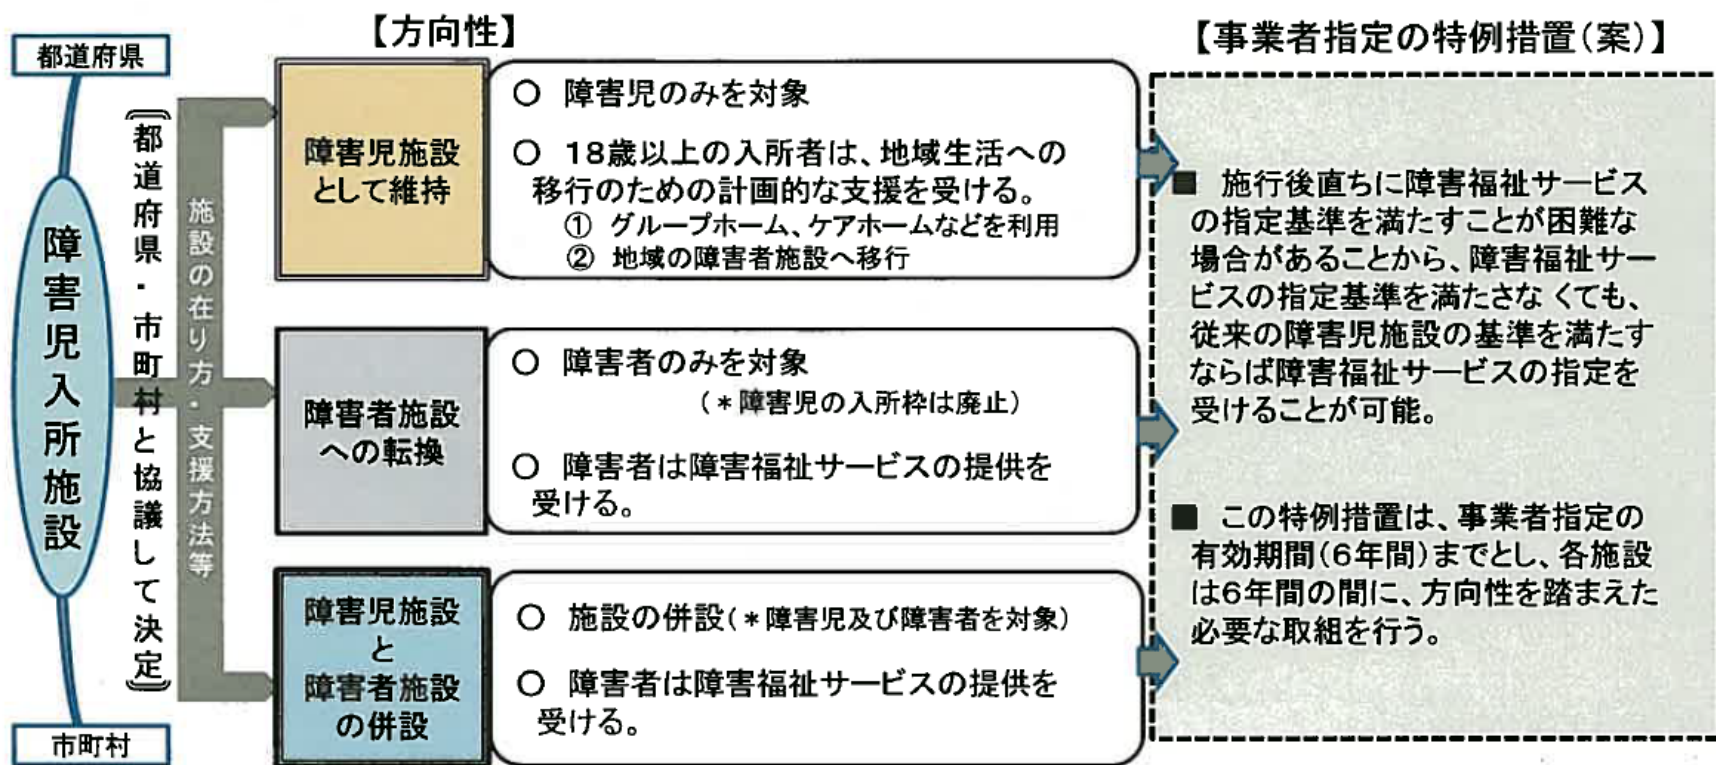 【方向性】
【事業者指定の特例措置(案)】
都道府県
障害児入所施設
市町村
〔都道府県・市町村と協議して決定〕
施設の在り方・支援方法等
障害児施設
として維持
○ 障害児のみを対象
○ 18歳以上の入所者は、地域生活への
移行のための計画的な支援を受ける。
① グループホーム、ケアホームなどを利用
② 地域の障害者施設へ移行
障害者施設
への転換
○ 障害者のみを対象
(*障害児の入所枠は廃止)
○ 障害者は障害福祉サービスの提供を
受ける。
障害児施設
と
障害者施設
の併設
○ 施設の併設(*障害児及び障害者を対象)
○ 障害者は障害福祉サービスの提供を
受ける。
■ 施行後直ちに障害福祉サービス
の指定基準を満たすことが困難な
場合があることから、障害福祉サー
ビスの指定基準を満たさなくても、
従来の障害児施設の基準を満たす
ならば障害福祉サービスの指定を
受けることが可能。
■ この特例措置は、事業者指定の
有効期間(6年間)までとし、各施設
は6年間の間に、方向性を踏まえた
必要な取組を行う。